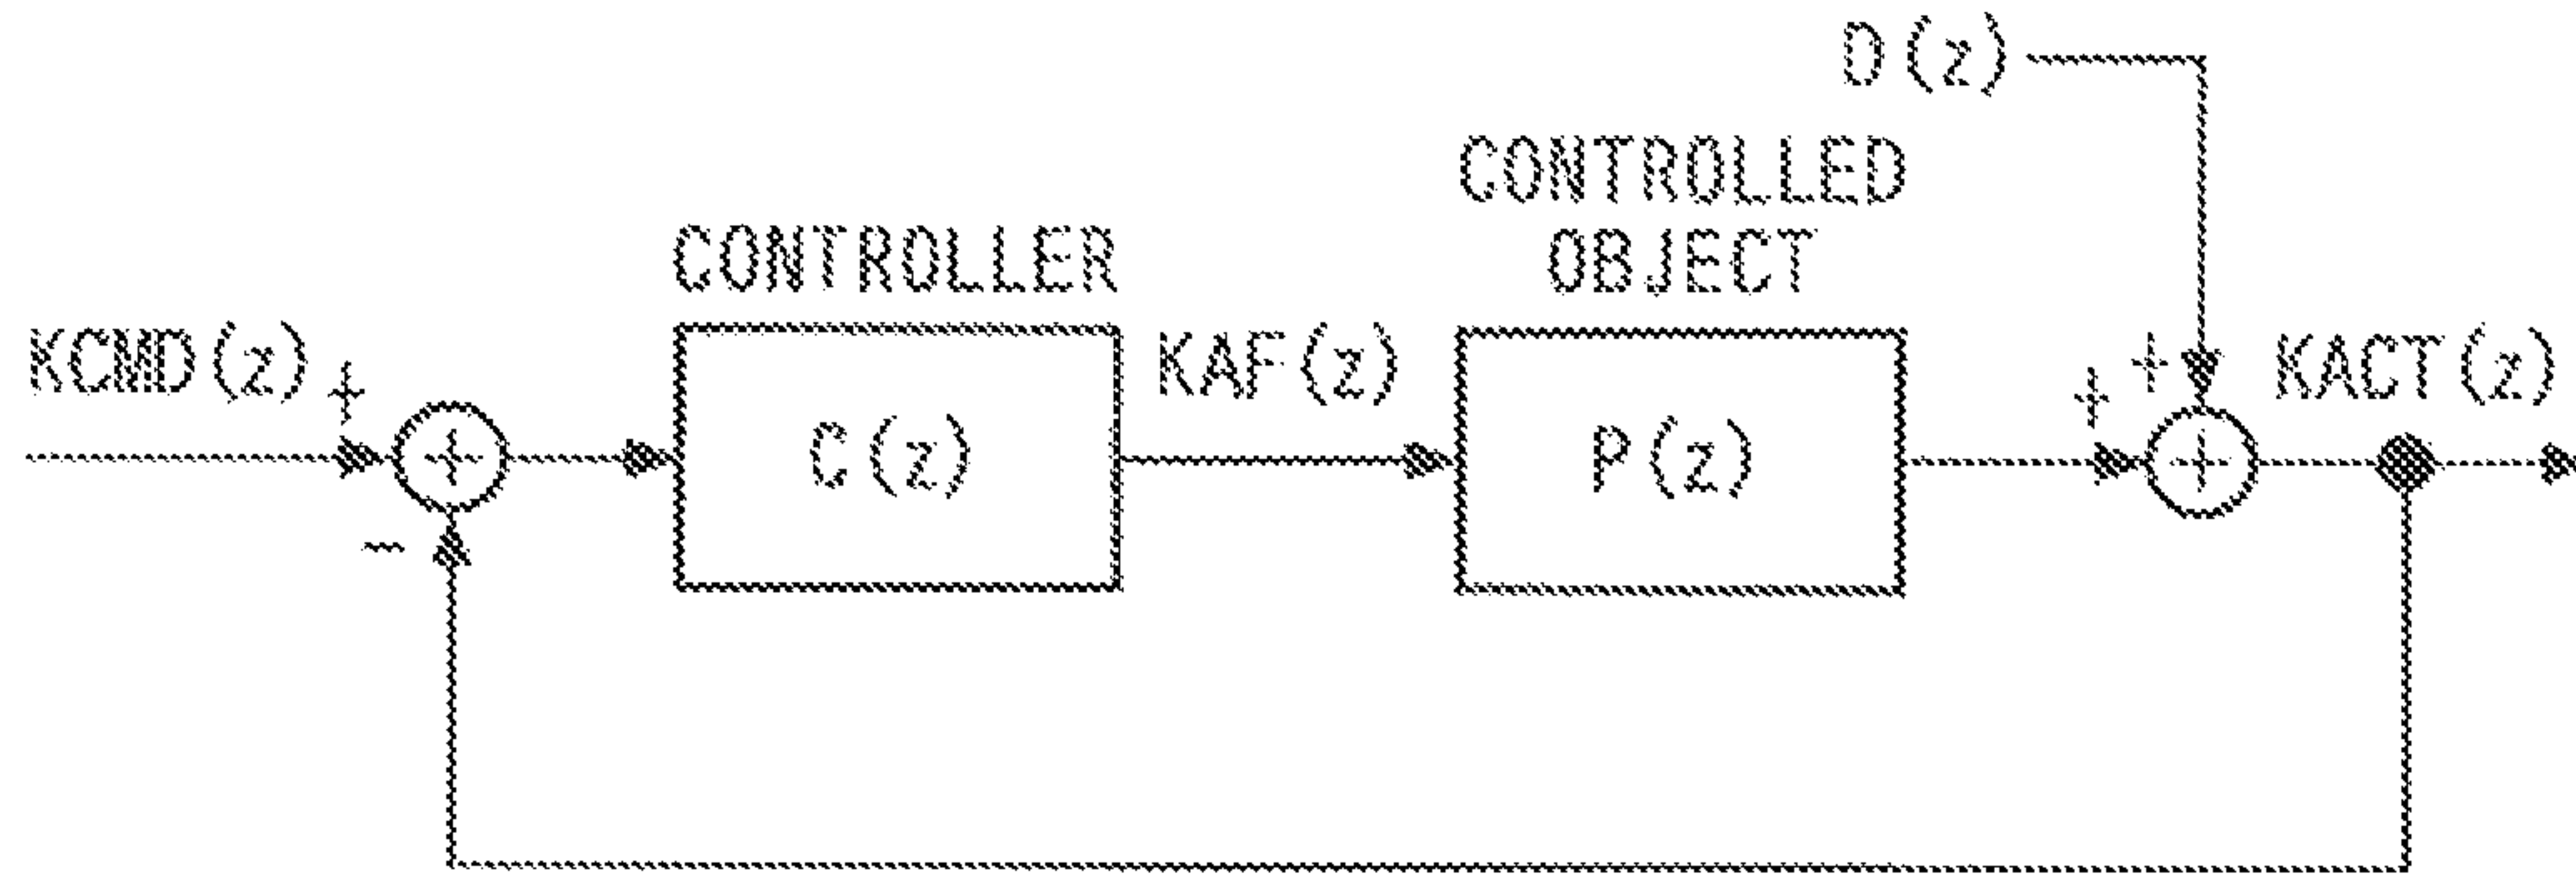 D(z)
CONTROLLED
OBJECT
CONTROLLER
KCMD(z)
+
KAF(z)
+
+
KACT(z)
+
C(z)
P(z)
+
-